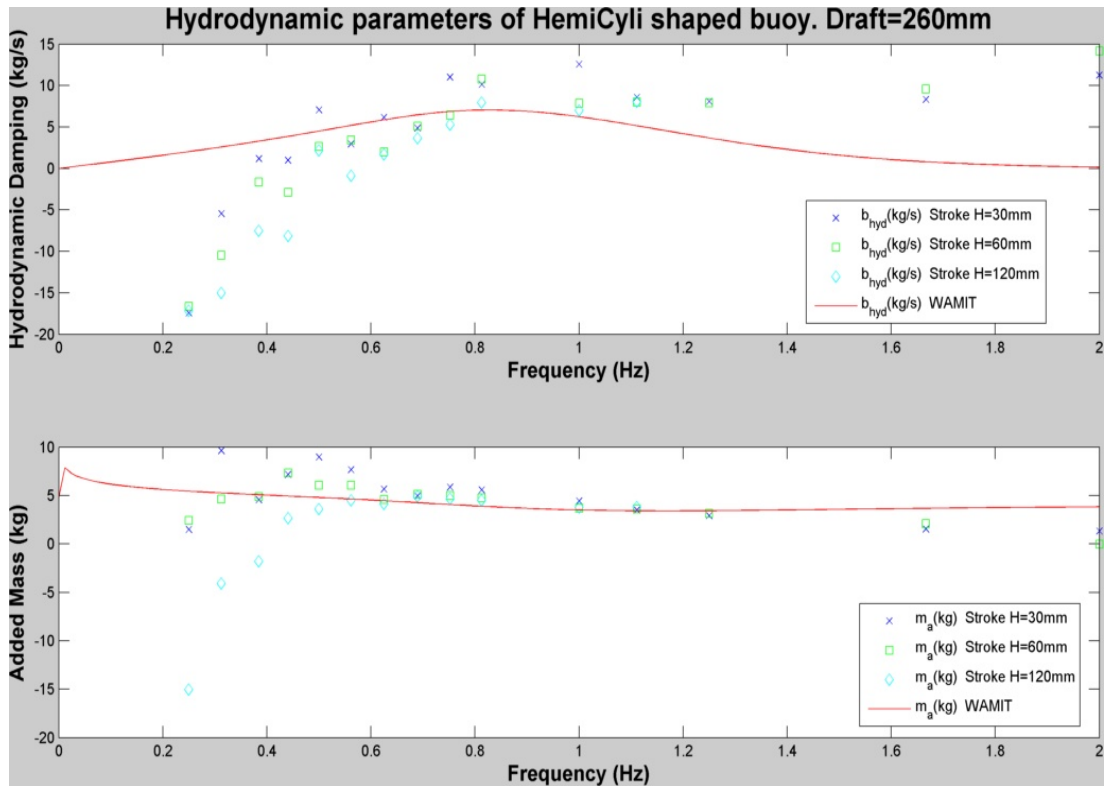 Hydrodynamic parameters of HemiCyli shaped buoy. Draft=260mm
Hydrodynamic Damping (kg/s)
15
10
5
0
-5
-10
-15
-20
0 0.2 0.4 0.6 0.8 1 1.2 1.4 1.6 1.8 2
Frequency (Hz)
b_hyd(kg/s) Stroke H=30mm
b_hyd(kg/s) Stroke H=60mm
b_hyd(kg/s) Stroke H=120mm
b_hyd(kg/s) WAMIT
Added Mass (kg)
10
5
0
-5
-10
-15
-20
0 0.2 0.4 0.6 0.8 1 1.2 1.4 1.6 1.8 2
Frequency (Hz)
m_a(kg) Stroke H=30mm
m_a(kg) Stroke H=60mm
m_a(kg) Stroke H=120mm
m_a(kg) WAMIT